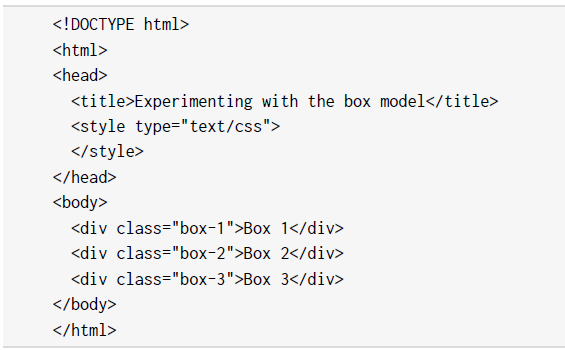 <!DOCTYPE html>
<html>
<head>
  <title>Experimenting with the box model</title>
  <style type="text/css">
  </style>
</head>
<body>
  <div class="box-1">Box 1</div>
  <div class="box-2">Box 2</div>
  <div class="box-3">Box 3</div>
</body>
</html>